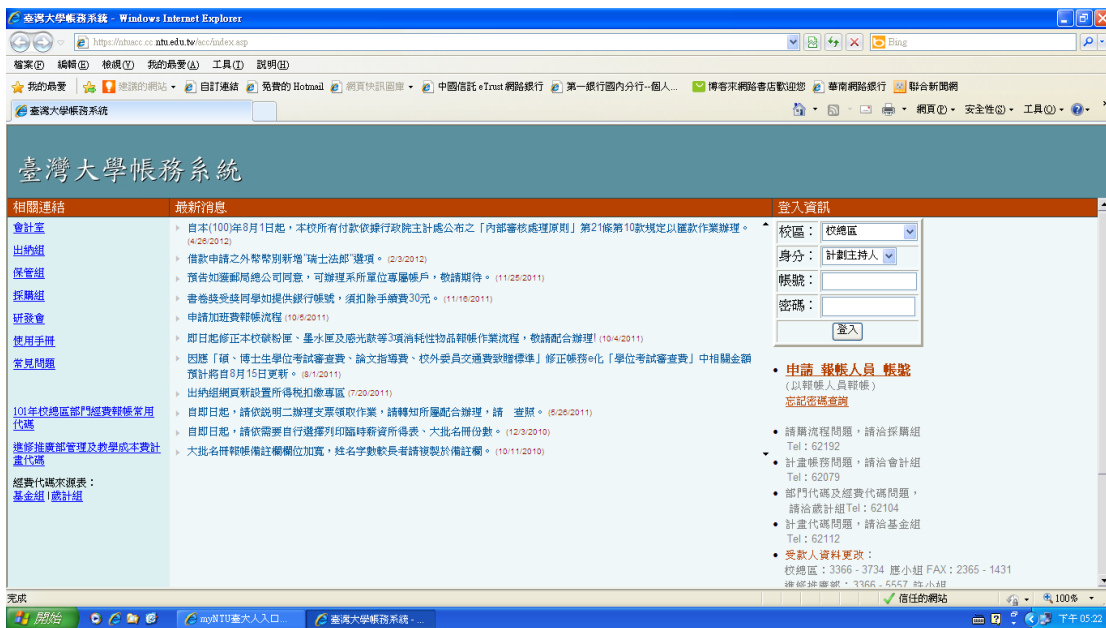 臺灣大學帳務系統 - Windows Internet Explorer
https://ntuacc.cc.ntu.edu.tw/acc/index.asp
Bing
檔案(F) 編輯(E) 檢視(V) 我的最愛(A) 工具(T) 說明(H)
我的最愛 建議的網站 自訂連結 免費的 Hotmail 網頁快訊圖庫 中國信託 eTrust 網路銀行 第一銀行國內分行--個人... 博客來網路書店歡迎您 華南網路銀行 聯合新聞網
臺灣大學帳務系統
網頁(P) 安全性(S) 工具(O)
臺灣大學帳務系統
相關連結
會計室
出納組
保管組
採購組
研發會
使用手冊
常見問題
101年校總區部門經費報帳常用
代碼
進修推廣部管理及教學成本費計
畫代碼
經費代碼來源表：
基金組 | 歲計組
最新消息
自本(100)年8月1日起，本校所有付款依據行政院主計處公布之「內部審核處理原則」第21條第10款規定以匯款作業辦理。
(4/26/2012)
借款申請之外幣幣別新增"瑞士法郎"選項。 (2/3/2012)
預告如獲郵局總公司同意，可辦理系所單位專屬帳戶，敬請期待。 (11/25/2011)
書卷獎受獎同學如提供銀行帳號，須扣除手續費30元。 (11/16/2011)
申請加班費報帳流程 (10/5/2011)
即日起修正本校碳粉匣、墨水匣及感光鼓等3項消耗性物品報帳作業流程，敬請配合辦理! (10/4/2011)
因應「碩、博士生學位考試審查費、論文指導費、校外委員交通費致贈標準」修正帳務e化「學位考試審查費」中相關金額
預計將自8月15日更新。 (8/1/2011)
出納組網頁新設置所得稅扣繳專區 (7/20/2011)
自即日起，請依說明二辦理支票領取作業，請轉知所屬配合辦理，請 查照。 (5/26/2011)
自即日起，請依需要自行選擇列印臨時薪資所得表、大批名冊份數。 (12/3/2010)
大批名冊報帳備註欄欄位加寬，姓名字數較長者請複製於備註欄。 (10/11/2010)
登入資訊
校區： 校總區
身分： 計劃主持人
帳號：
密碼：
登入
申請 報帳人員 帳號
(以報帳人員報帳)
忘記密碼查詢
請購流程問題，請洽採購組
Tel：62192
計畫帳務問題，請洽會計組
Tel：62079
部門代碼及經費代碼問題，
請洽歲計組Tel：62104
計畫代碼問題，請洽基金組
Tel：62112
受款人資料更改：
校總區：3366 - 3734 應小姐 FAX：2365 - 1431
進修推廣部：3366 - 5557 許小姐
完成
信任的網站
100%
開始
myNTU臺大人入口...
臺灣大學帳務系統 - ...
下午 05:22